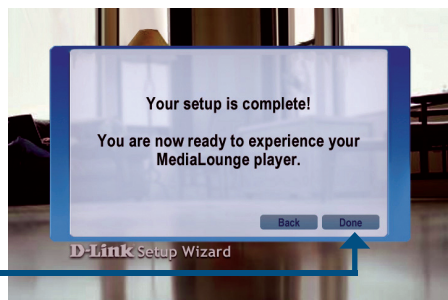 Your setup is complete!
You are now ready to experience your
MediaLounge player.
Back Done
D-Link Setup Wizard